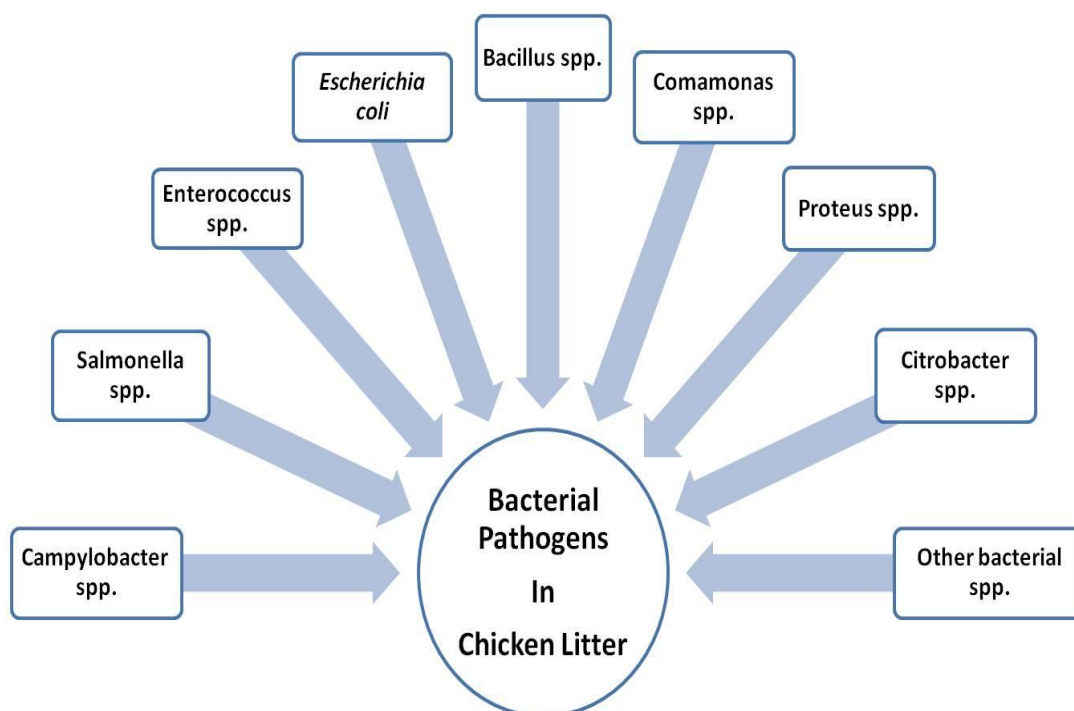 Bacillus spp.
Escherichia
coli
Comamonas
spp.
Enterococcus
spp.
Proteus spp.
Salmonella
spp.
Citrobacter
spp.
Campylobacter
spp.
Other bacterial
spp.
Bacterial
Pathogens
In
Chicken Litter